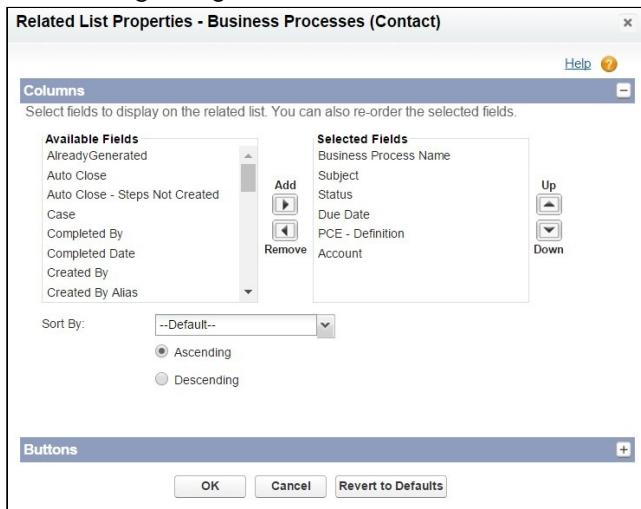 Related List Properties - Business Processes (Contact)
Help
Columns
Select fields to display on the related list. You can also re-order the selected fields.
Available Fields
AlreadyGenerated
Auto Close
Auto Close - Steps Not Created
Case
Completed By
Completed Date
Created By
Created By Alias
Add
Remove
Selected Fields
Business Process Name
Subject
Status
Due Date
PCE - Definition
Account
Up
Down
Sort By:
--Default--
Ascending
Descending
Buttons
OK
Cancel
Revert to Defaults